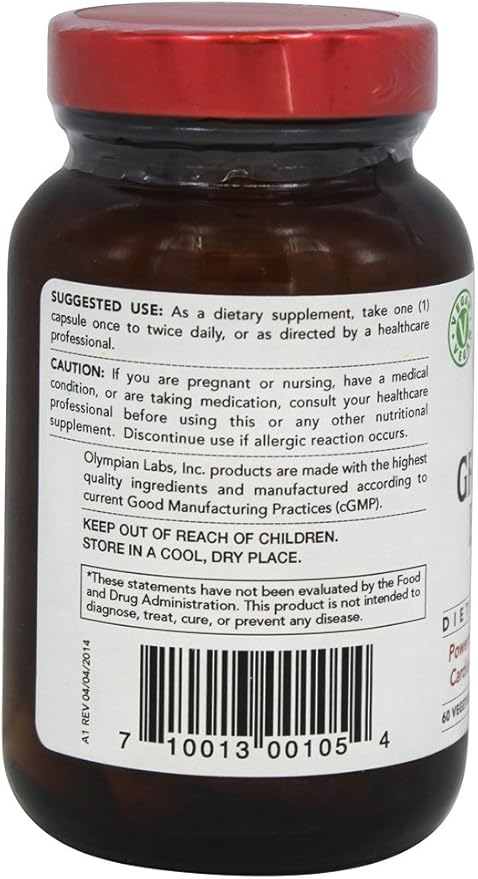 SUGGESTED USE: As a dietary supplement, take one (1)
capsule once to twice daily, or as directed by a healthcare
professional.
CAUTION: If you are pregnant or nursing, have a medical
condition, or are taking medication, consult your healthcare
professional before using this or any other nutritional
supplement. Discontinue use if allergic reaction occurs.
Olympian Labs, Inc. products are made with the highest
quality ingredients and manufactured according to
current Good Manufacturing Practices (cGMP).
KEEP OUT OF REACH OF CHILDREN.
STORE IN A COOL, DRY PLACE.
*These statements have not been evaluated by the Food
and Drug Administration. This product is not intended to
diagnose, treat, cure, or prevent any disease.
A1 REV 04/04/2014
7 10013 00105 4
V
G
DIET
Power
Cardi
60 VEGET